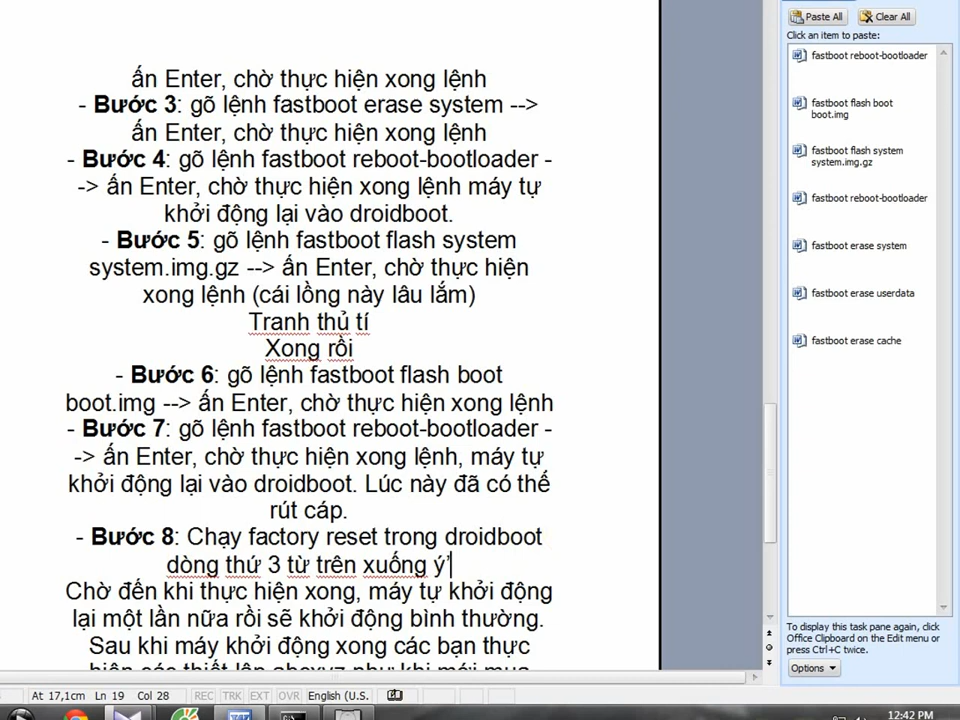 Paste All
Clear All
Click an item to paste:
fastboot reboot-bootloader
fastboot flash boot
boot.img
fastboot flash system
system.img.gz
fastboot reboot-bootloader
fastboot erase system
fastboot erase userdata
fastboot erase cache
To display this task pane again, click
Office Clipboard on the Edit menu or
press Ctrl+C twice.
Options
ấn Enter, chờ thực hiện xong lệnh
- Bước 3: gõ lệnh fastboot erase system -->
ấn Enter, chờ thực hiện xong lệnh
- Bước 4: gõ lệnh fastboot reboot-bootloader -
-> ấn Enter, chờ thực hiện xong lệnh máy tự
khởi động lại vào droidboot.
- Bước 5: gõ lệnh fastboot flash system
system.img.gz --> ấn Enter, chờ thực hiện
xong lệnh (cái lồng này lâu lắm)
Tranh thủ tí
Xong rồi
- Bước 6: gõ lệnh fastboot flash boot
boot.img --> ấn Enter, chờ thực hiện xong lệnh
- Bước 7: gõ lệnh fastboot reboot-bootloader -
-> ấn Enter, chờ thực hiện xong lệnh, máy tự
khởi động lại vào droidboot. Lúc này đã có thể
rút cáp.
- Bước 8: Chạy factory reset trong droidboot
dòng thứ 3 từ trên xuống ý'
Chờ đến khi thực hiện xong, máy tự khởi động
lại một lần nữa rồi sẽ khởi động bình thường.
Sau khi máy khởi động xong các bạn thực
hiện các thiết lập abcxyz như khi mới mua
At 17,1cm Ln 19 Col 28 REC TRK EXT OVR English (U.S.
12:42 PM